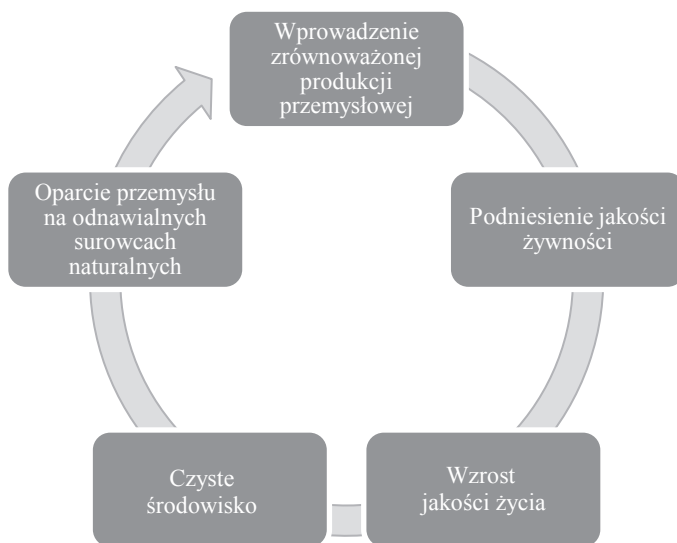 Wprowadzenie
zrównoważonej
produkcji
przemysłowej
Podniesienie jakości
żywności
Wzrost
jakości życia
Czyste
środowisko
Oparcie przemysłu
na odnawialnych
surowcach
naturalnych